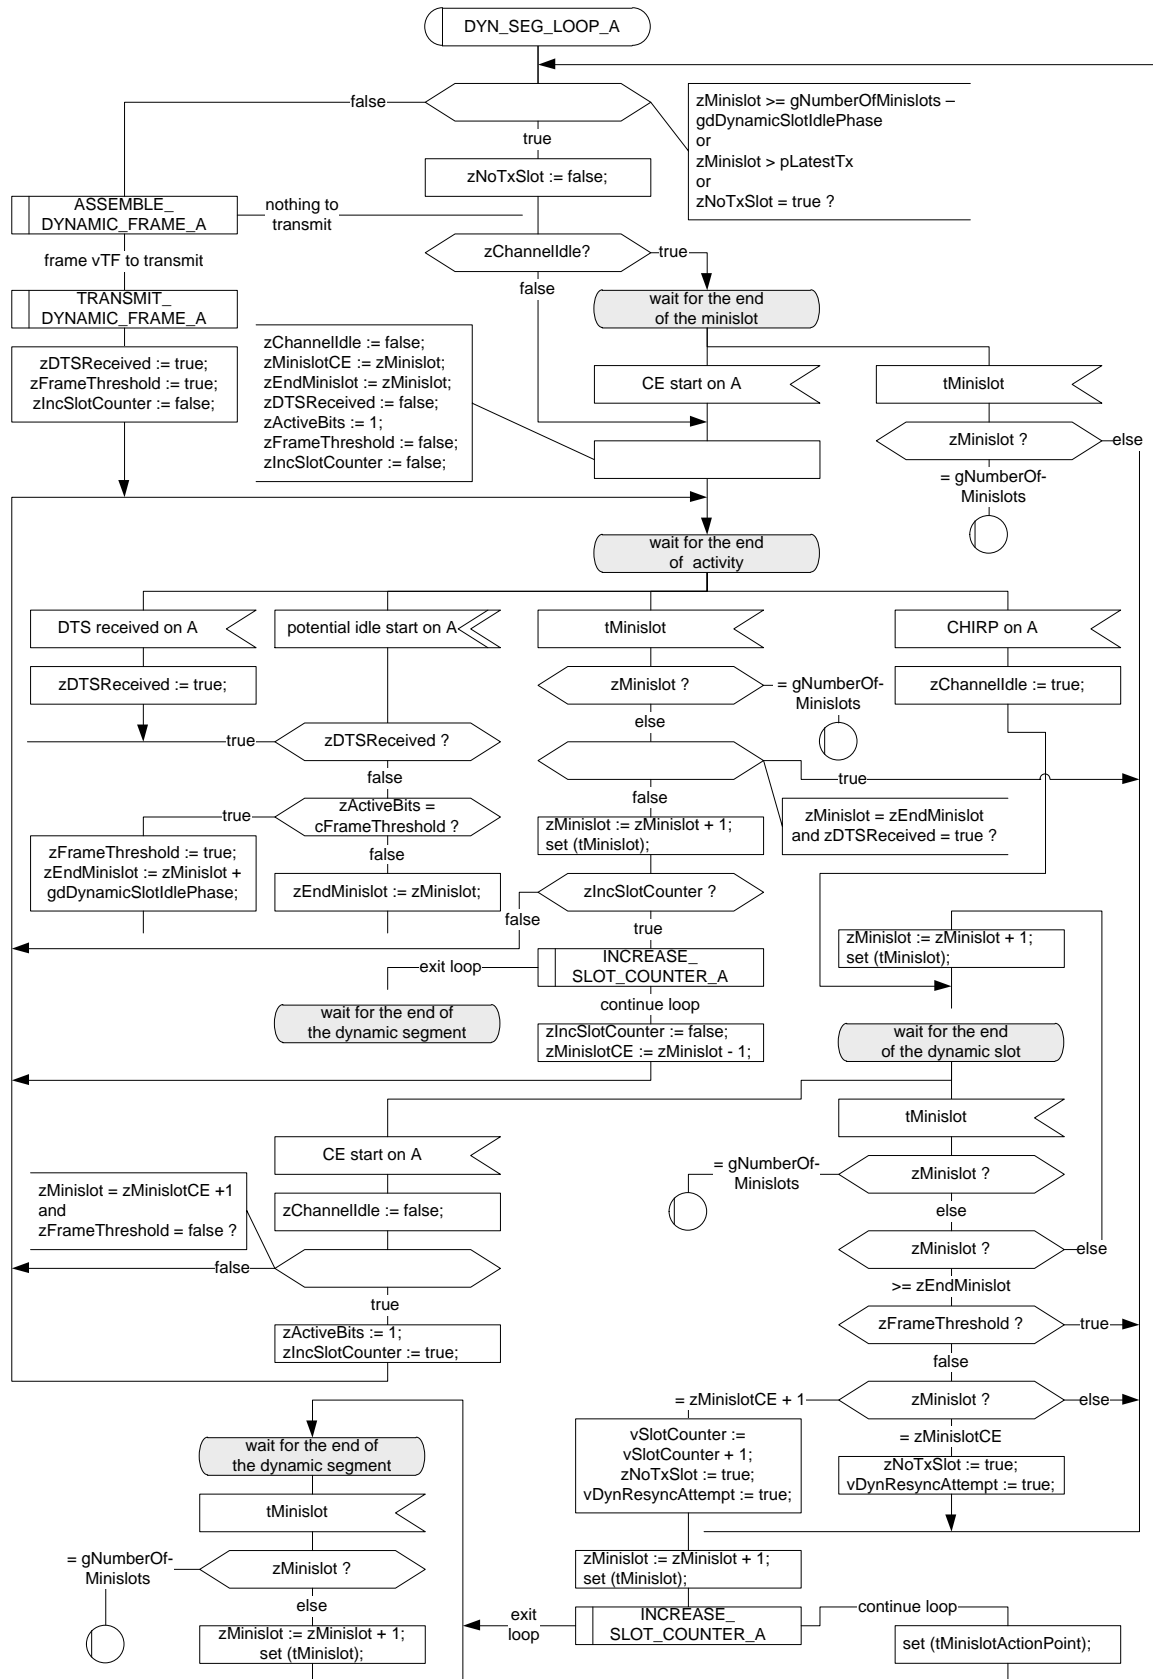 DYN_SEG_LOOP_A
false
zMinislot >= gNumberOfMinislots –
gdDynamicSlotIdlePhase
or
zMinislot > pLatestTx
or
zNoTxSlot = true ?
true
zNoTxSlot := false;
ASSEMBLE_
DYNAMIC_FRAME_A
nothing to
transmit
zChannelIdle?
true
frame vTF to transmit
false
TRANSMIT_
DYNAMIC_FRAME_A
wait for the end
of the minislot
zDTSReceived := true;
zFrameThreshold := true;
zIncSlotCounter := false;
zChannelIdle := false;
zMinislotCE := zMinislot;
zEndMinislot := zMinislot;
zDTSReceived := false;
zActiveBits := 1;
zFrameThreshold := false;
zIncSlotCounter := false;
CE start on A
tMinislot
zMinislot ?
else
= gNumberOf-
Minislots
wait for the end
of  activity
DTS received on A
potential idle start on A
tMinislot
CHIRP on A
zDTSReceived := true;
zMinislot ?
= gNumberOf-
Minislots
zChannelIdle := true;
else
true
zDTSReceived ?
false
true
false
true
zActiveBits =
cFrameThreshold ?
zMinislot = zEndMinislot
and zDTSReceived = true ?
zMinislot := zMinislot + 1;
set (tMinislot);
false
zFrameThreshold := true;
zEndMinislot := zMinislot +
gdDynamicSlotIdlePhase;
zEndMinislot := zMinislot;
zIncSlotCounter ?
false
true
zMinislot := zMinislot + 1;
set (tMinislot);
exit loop
INCREASE_
SLOT_COUNTER_A
wait for the end of
the dynamic segment
continue loop
zIncSlotCounter := false;
zMinislotCE := zMinislot - 1;
wait for the end
of the dynamic slot
tMinislot
CE start on A
= gNumberOf-
Minislots
zMinislot ?
zMinislot = zMinislotCE +1
and
zFrameThreshold = false ?
zChannelIdle := false;
else
false
zMinislot ?
else
>= zEndMinislot
true
zActiveBits := 1;
zIncSlotCounter := true;
zFrameThreshold ?
true
false
= zMinislotCE + 1
zMinislot ?
else
wait for the end of
the dynamic segment
vSlotCounter :=
vSlotCounter + 1;
zNoTxSlot := true;
vDynResyncAttempt := true;
= zMinislotCE
zNoTxSlot := true;
vDynResyncAttempt := true;
tMinislot
= gNumberOf-
Minislots
zMinislot ?
zMinislot := zMinislot + 1;
set (tMinislot);
else
exit
loop
INCREASE_
SLOT_COUNTER_A
continue loop
zMinislot := zMinislot + 1;
set (tMinislot);
set (tMinislotActionPoint);